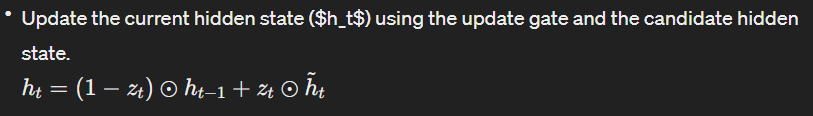 • Update the current hidden state ($h_t$) using the update gate and the candidate hidden
state.
hₜ = (1 − zₜ) ⊙ hₜ₋₁ + zₜ ⊙ h̃ₜ